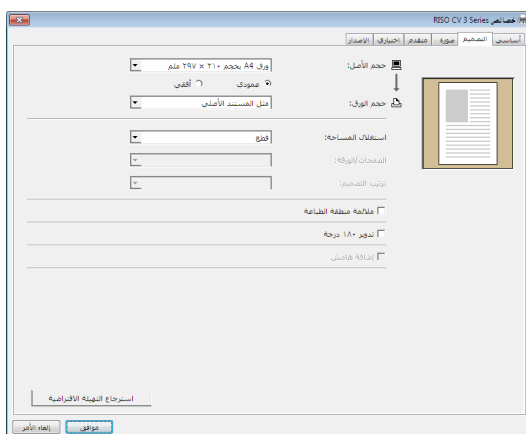 خصائص RISO CV 3 Series
أساسي التصميم صورة متقدم اختياري الاصدار
حجم الأصل: ورق A4 بحجم ٢١٠ × ٢٩٧ ملم
عمودي أفقي
حجم الورق: مثل المستند الأصلي
استغلال المساحة: قطع
الصفحات/الورقة:
ترتيب التصميم:
ملائمة منطقة الطباعة
تدوير ١٨٠ درجة
إضافة هامش
استرجاع التهيئة الافتراضية
موافق إلغاء الأمر